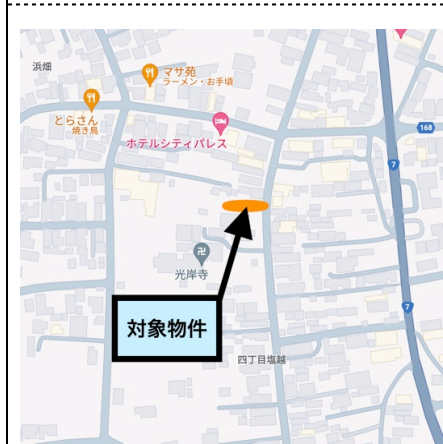 浜畑
マサ苑
ラーメン・お手頃
とらさん
焼き鳥
ホテルシティパレス
168
7
光岸寺
7
対象物件
四丁目塩越